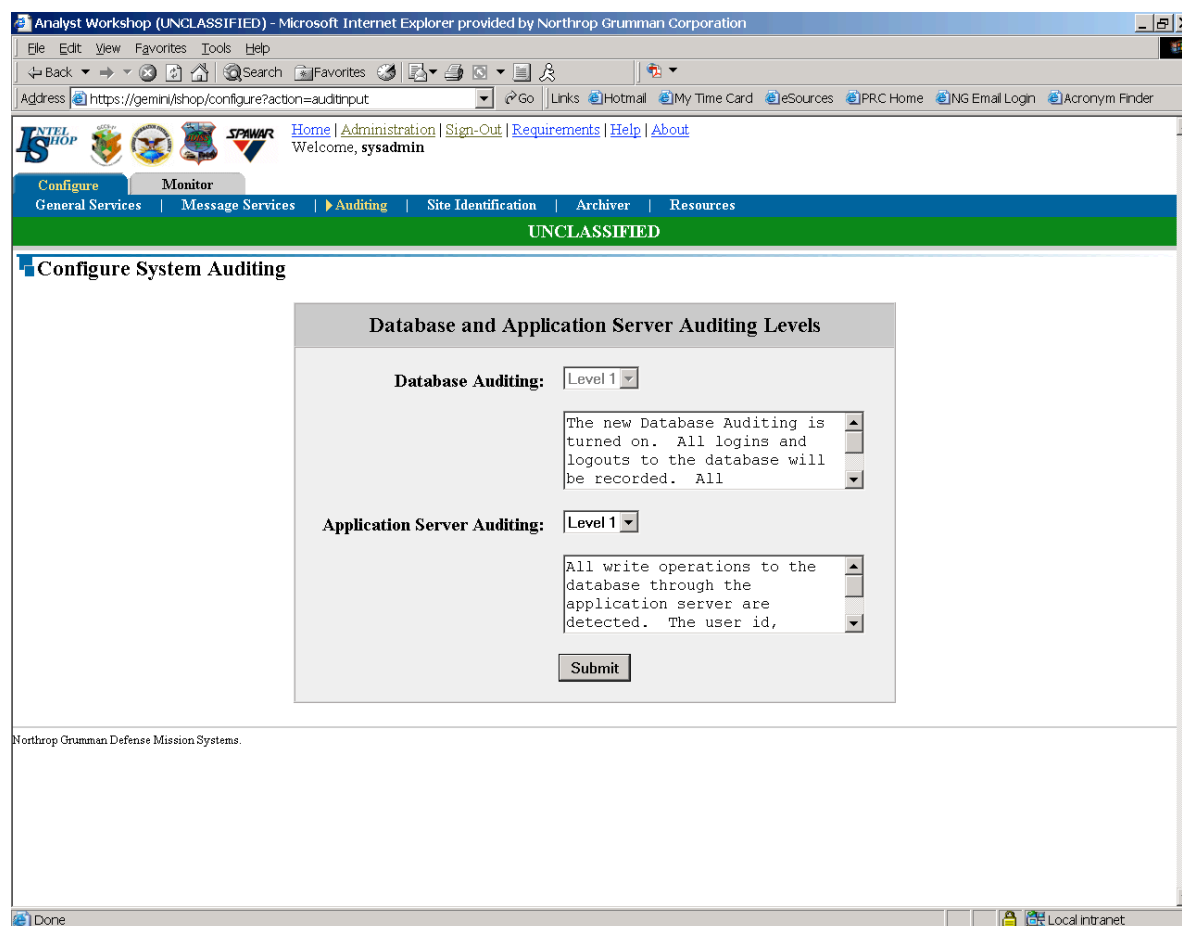 Analyst Workshop (UNCLASSIFIED) - Microsoft Internet Explorer provided by Northrop Grumman Corporation
File Edit View Favorites Tools Help
Back Search Favorites
Address https://gemini/ishop/configure?action=auditinput Go Links Hotmail My Time Card eSources PRC Home NG Email Login Acronym Finder
INTEL SHOP SPAWAR Home | Administration | Sign-Out | Requirements | Help | About
Welcome, sysadmin
Configure Monitor
General Services | Message Services | Auditing | Site Identification | Archiver | Resources
UNCLASSIFIED
Configure System Auditing
Database and Application Server Auditing Levels
Database Auditing: Level 1
The new Database Auditing is
turned on. All logins and
logouts to the database will
be recorded. All
Application Server Auditing: Level 1
All write operations to the
database through the
application server are
detected. The user id,
Submit
Northrop Grumman Defense Mission Systems.
Done Local intranet